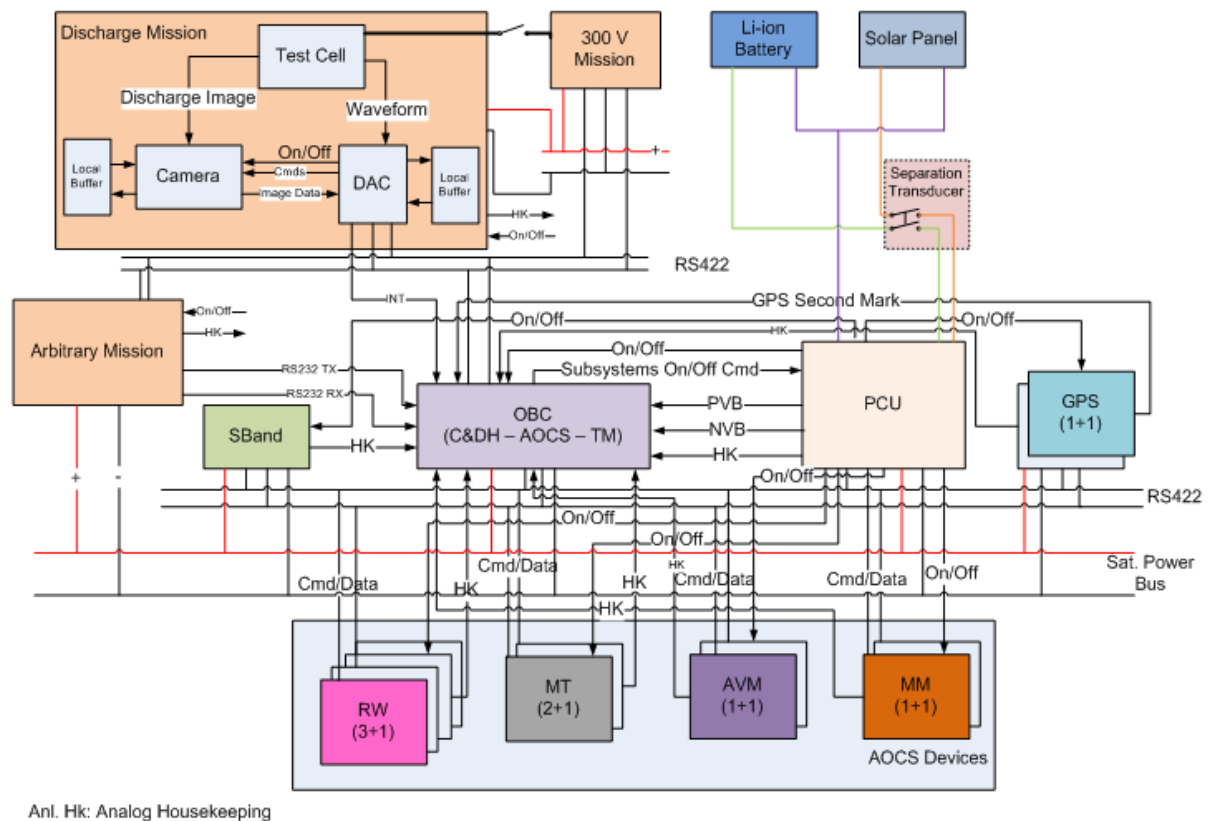 Discharge Mission
Test Cell
300 V
Mission
Li-ion
Battery
Solar Panel
Discharge Image
Waveform
Local
Buffer
Camera
On/Off
Cmds
Image Data
DAC
Local
Buffer
+
-
Separation
Transducer
HK
On/Off
RS422
INT
GPS Second Mark
On/Off
HK
On/Off
On/Off
HK
Arbitrary Mission
On/Off
Subsystems On/Off Cmd
RS232 TX
RS232 RX
OBC
(C&DH – AOCS – TM)
PVB
NVB
HK
PCU
GPS
(1+1)
SBand
HK
+
-
On/Off
RS422
On/Off
On/Off
Sat. Power
Bus
Cmd/Data
HK
Cmd/Data
HK
HK
Cmd/Data
Cmd/Data
On/Off
HK
RW
(3+1)
MT
(2+1)
AVM
(1+1)
MM
(1+1)
AOCS Devices
Anl. Hk: Analog Housekeeping